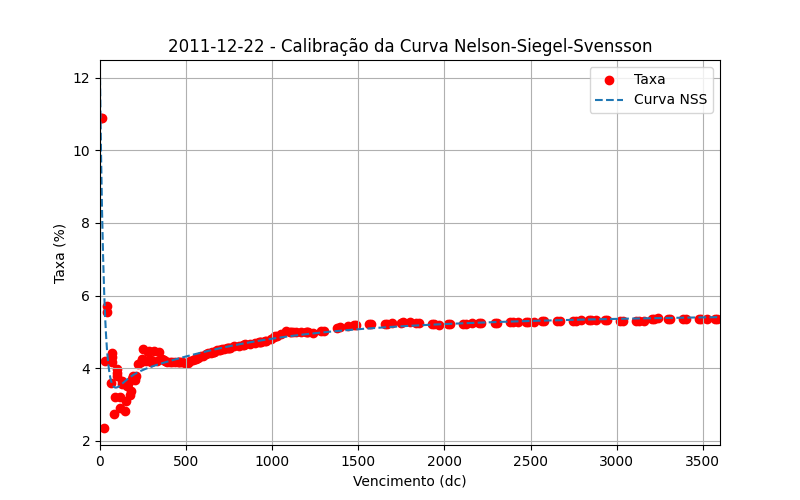 2011-12-22 - Calibração da Curva Nelson-Siegel-Svensson
Taxa
Curva NSS
Taxa (%)
12
10
8
6
4
2
0 500 1000 1500 2000 2500 3000 3500
Vencimento (dc)